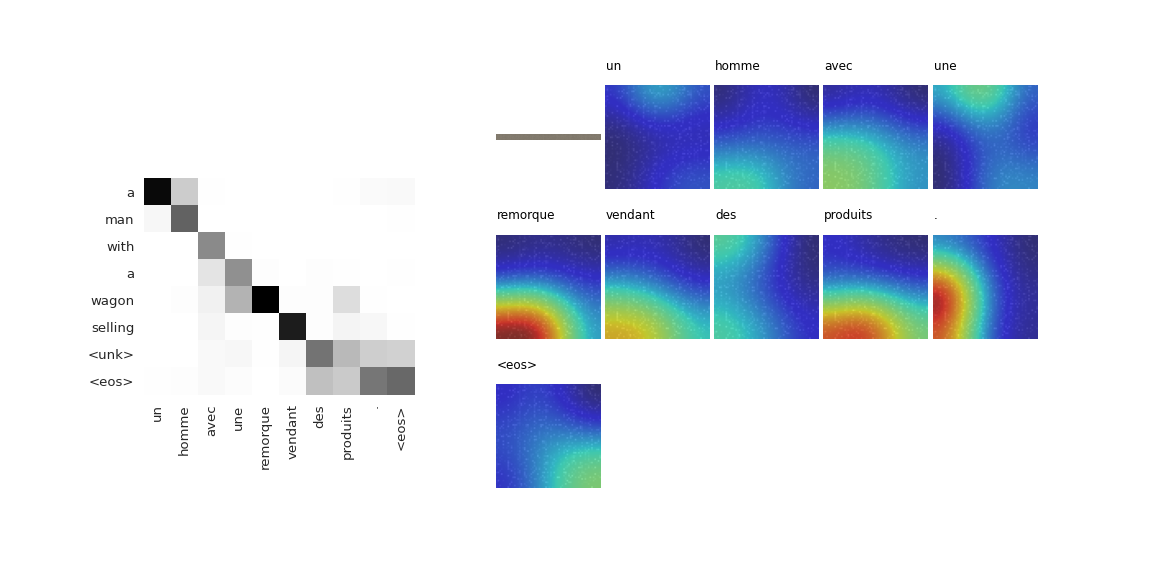 a
man
with
a
wagon
selling
<unk>
<eos>
un homme avec une remorque vendant des produits . <eos>
un homme avec une
remorque vendant des produits .
<eos>